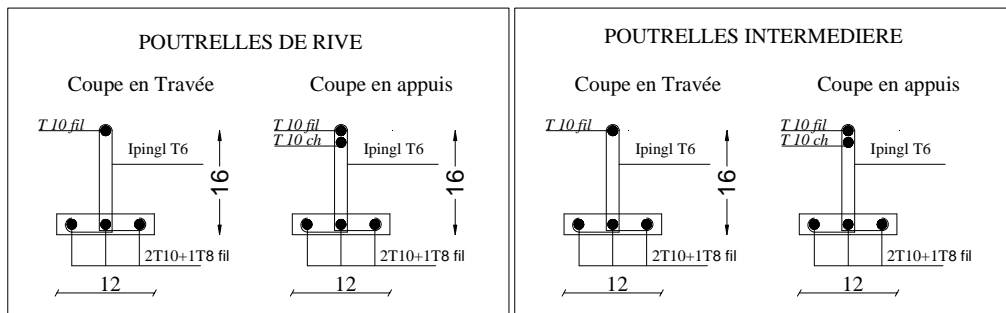 POUTRELLES DE RIVE
Coupe en Travée
Coupe en appuis
T 10 fil
Ipingl T6
16
2T10+1T8 fil
12
T 10 fil
T 10 ch
Ipingl T6
16
2T10+1T8 fil
12
POUTRELLES INTERMEDIERE
Coupe en Travée
Coupe en appuis
T 10 fil
Ipingl T6
16
2T10+1T8 fil
12
T 10 fil
T 10 ch
Ipingl T6
16
2T10+1T8 fil
12